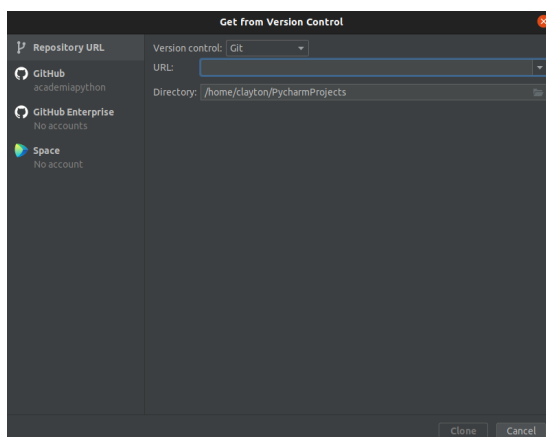 Get from Version Control
Repository URL
GitHub
academiapython
GitHub Enterprise
No accounts
Space
No account
Version control: Git
URL:
Directory: /home/clayton/PycharmProjects
Clone
Cancel